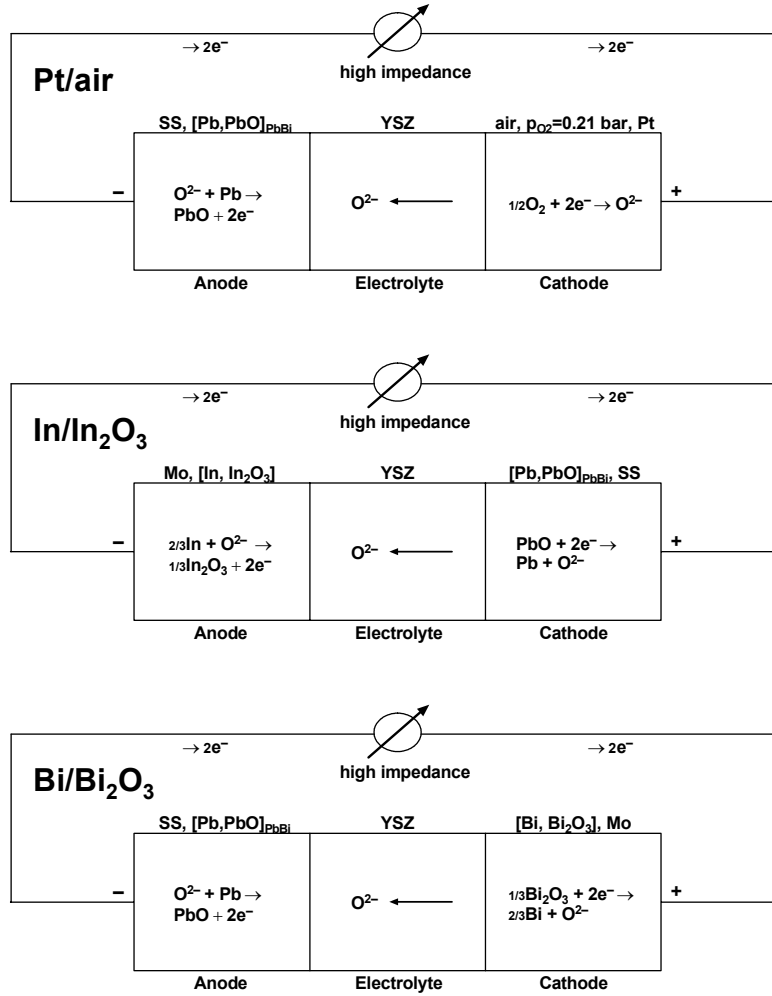 → 2e⁻ → 2e⁻
high impedance
Pt/air
SS, [Pb,PbO]PbBi YSZ air, pO2=0.21 bar, Pt
– +
O²⁻ + Pb → O²⁻ 1/2O₂ + 2e⁻ → O²⁻
PbO + 2e⁻
Anode Electrolyte Cathode
→ 2e⁻ → 2e⁻
high impedance
In/In₂O₃
Mo, [In, In₂O₃] YSZ [Pb,PbO]PbBi, SS
– +
2/3In + O²⁻ → O²⁻ PbO + 2e⁻ →
1/3In₂O₃ + 2e⁻ Pb + O²⁻
Anode Electrolyte Cathode
→ 2e⁻ → 2e⁻
high impedance
Bi/Bi₂O₃
SS, [Pb,PbO]PbBi YSZ [Bi, Bi₂O₃], Mo
– +
O²⁻ + Pb → O²⁻ 1/3Bi₂O₃ + 2e⁻ →
PbO + 2e⁻ 2/3Bi + O²⁻
Anode Electrolyte Cathode